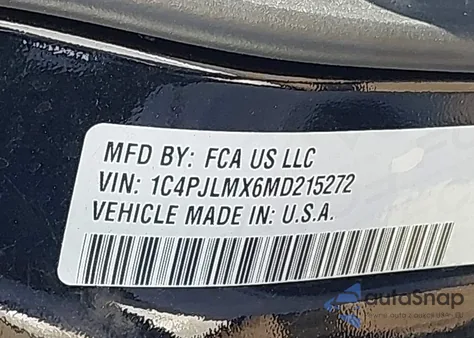 MFD BY: FCA US LLC
VIN: 1C4PJLMX6MD215272
VEHICLE MADE IN: U.S.A.
autoSnap